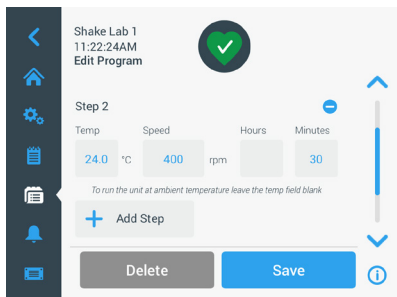 Shake Lab 1
11:22:24AM
Edit Program
Step 2
Temp Speed Hours Minutes
24.0 °C 400 rpm 30
To run the unit at ambient temperature leave the temp field blank
+ Add Step
Delete Save